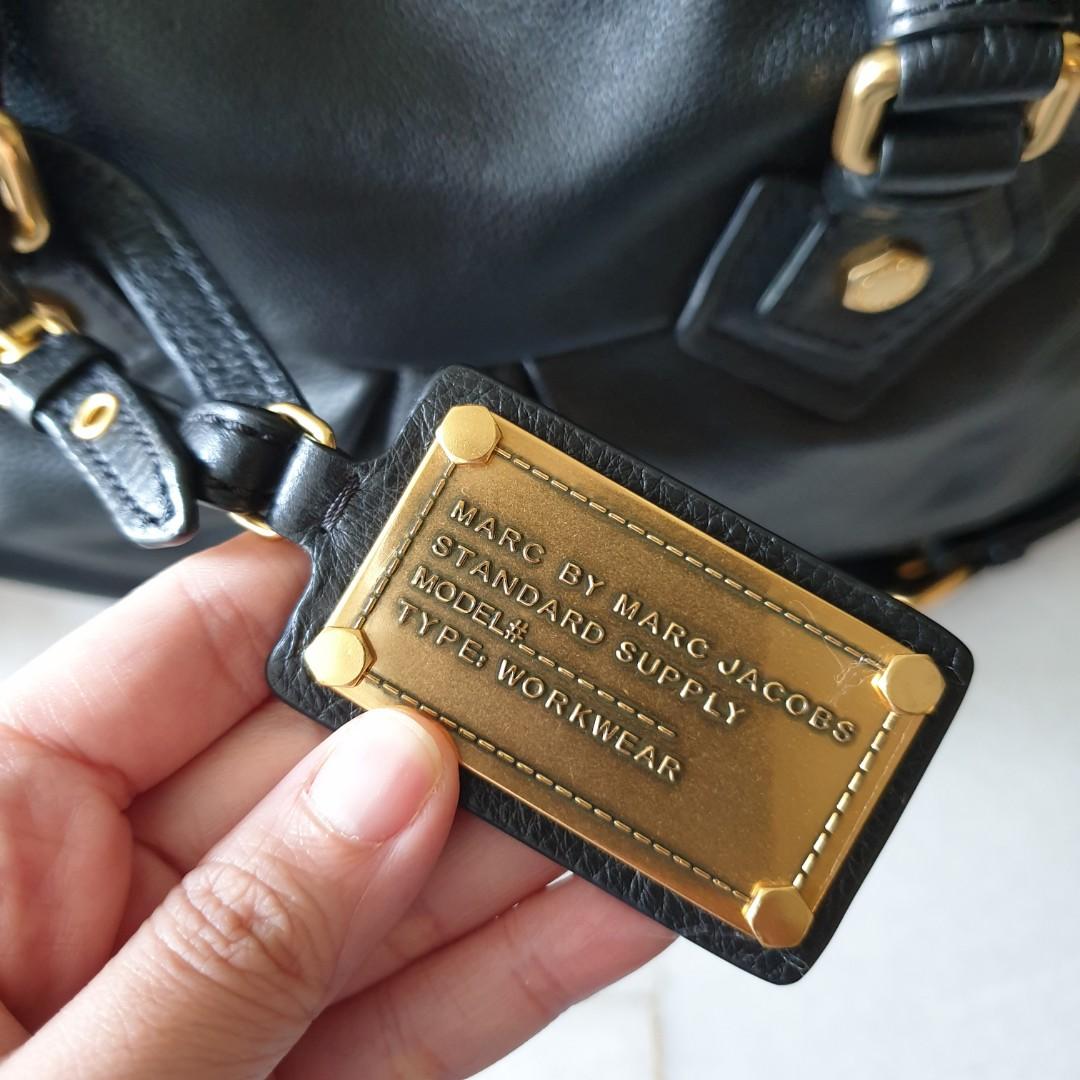 MARC BY MARC JACOBS
STANDARD SUPPLY
MODEL#----------
TYPE: WORKWEAR